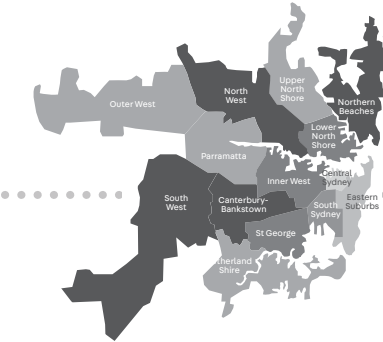 Upper
North
Shore
North
West
Outer West
Northern
Beaches
Lower
North
Shore
Parramatta
Central
Sydney
Inner West
Eastern
Suburbs
South
West
Canterbury-
Bankstown
South
Sydney
St George
therland
Shire